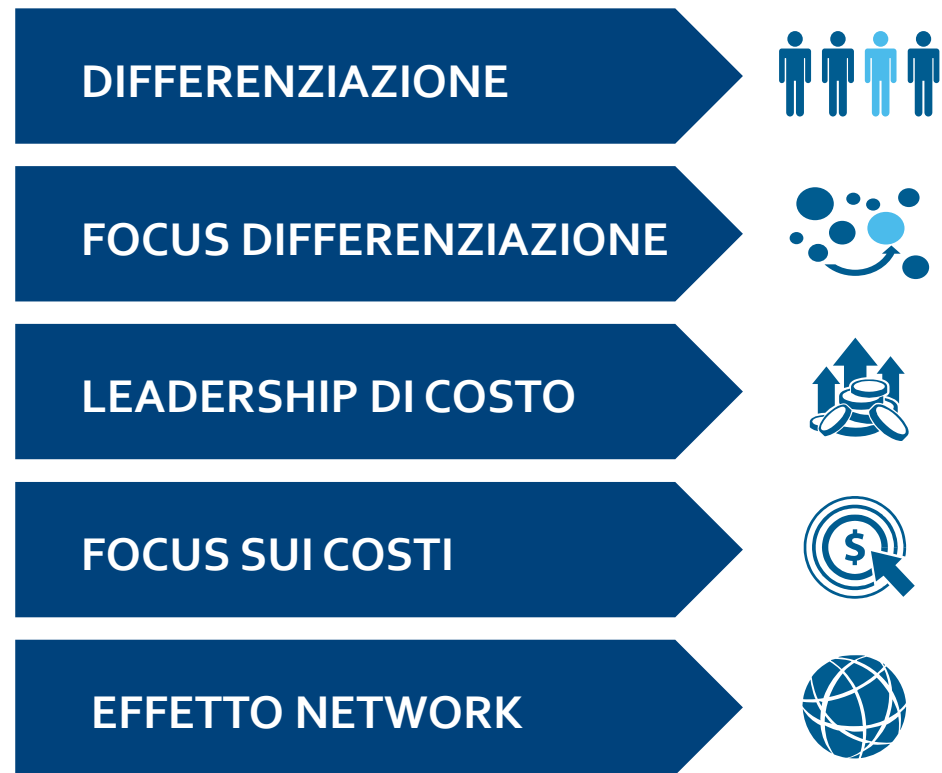 DIFFERENZIAZIONE
FOCUS DIFFERENZIAZIONE
LEADERSHIP DI COSTO
FOCUS SUI COSTI
$
EFFETTO NETWORK